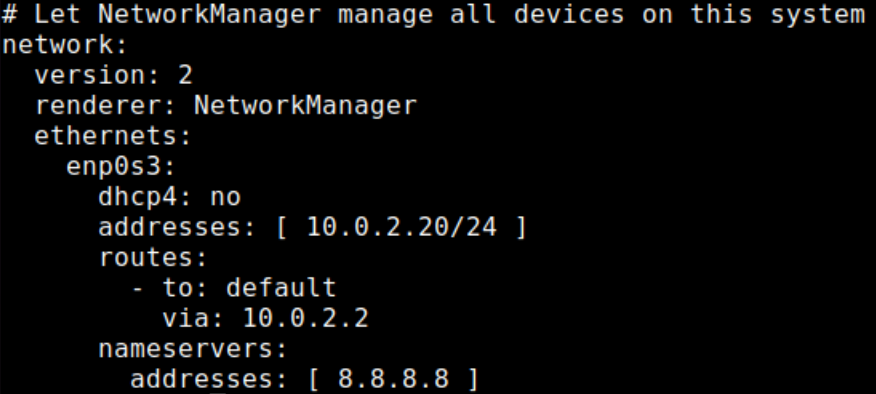 # Let NetworkManager manage all devices on this system
network:
  version: 2
  renderer: NetworkManager
  ethernets:
    enp0s3:
      dhcp4: no
      addresses: [ 10.0.2.20/24 ]
      routes:
        - to: default
          via: 10.0.2.2
      nameservers:
        addresses: [ 8.8.8.8 ]